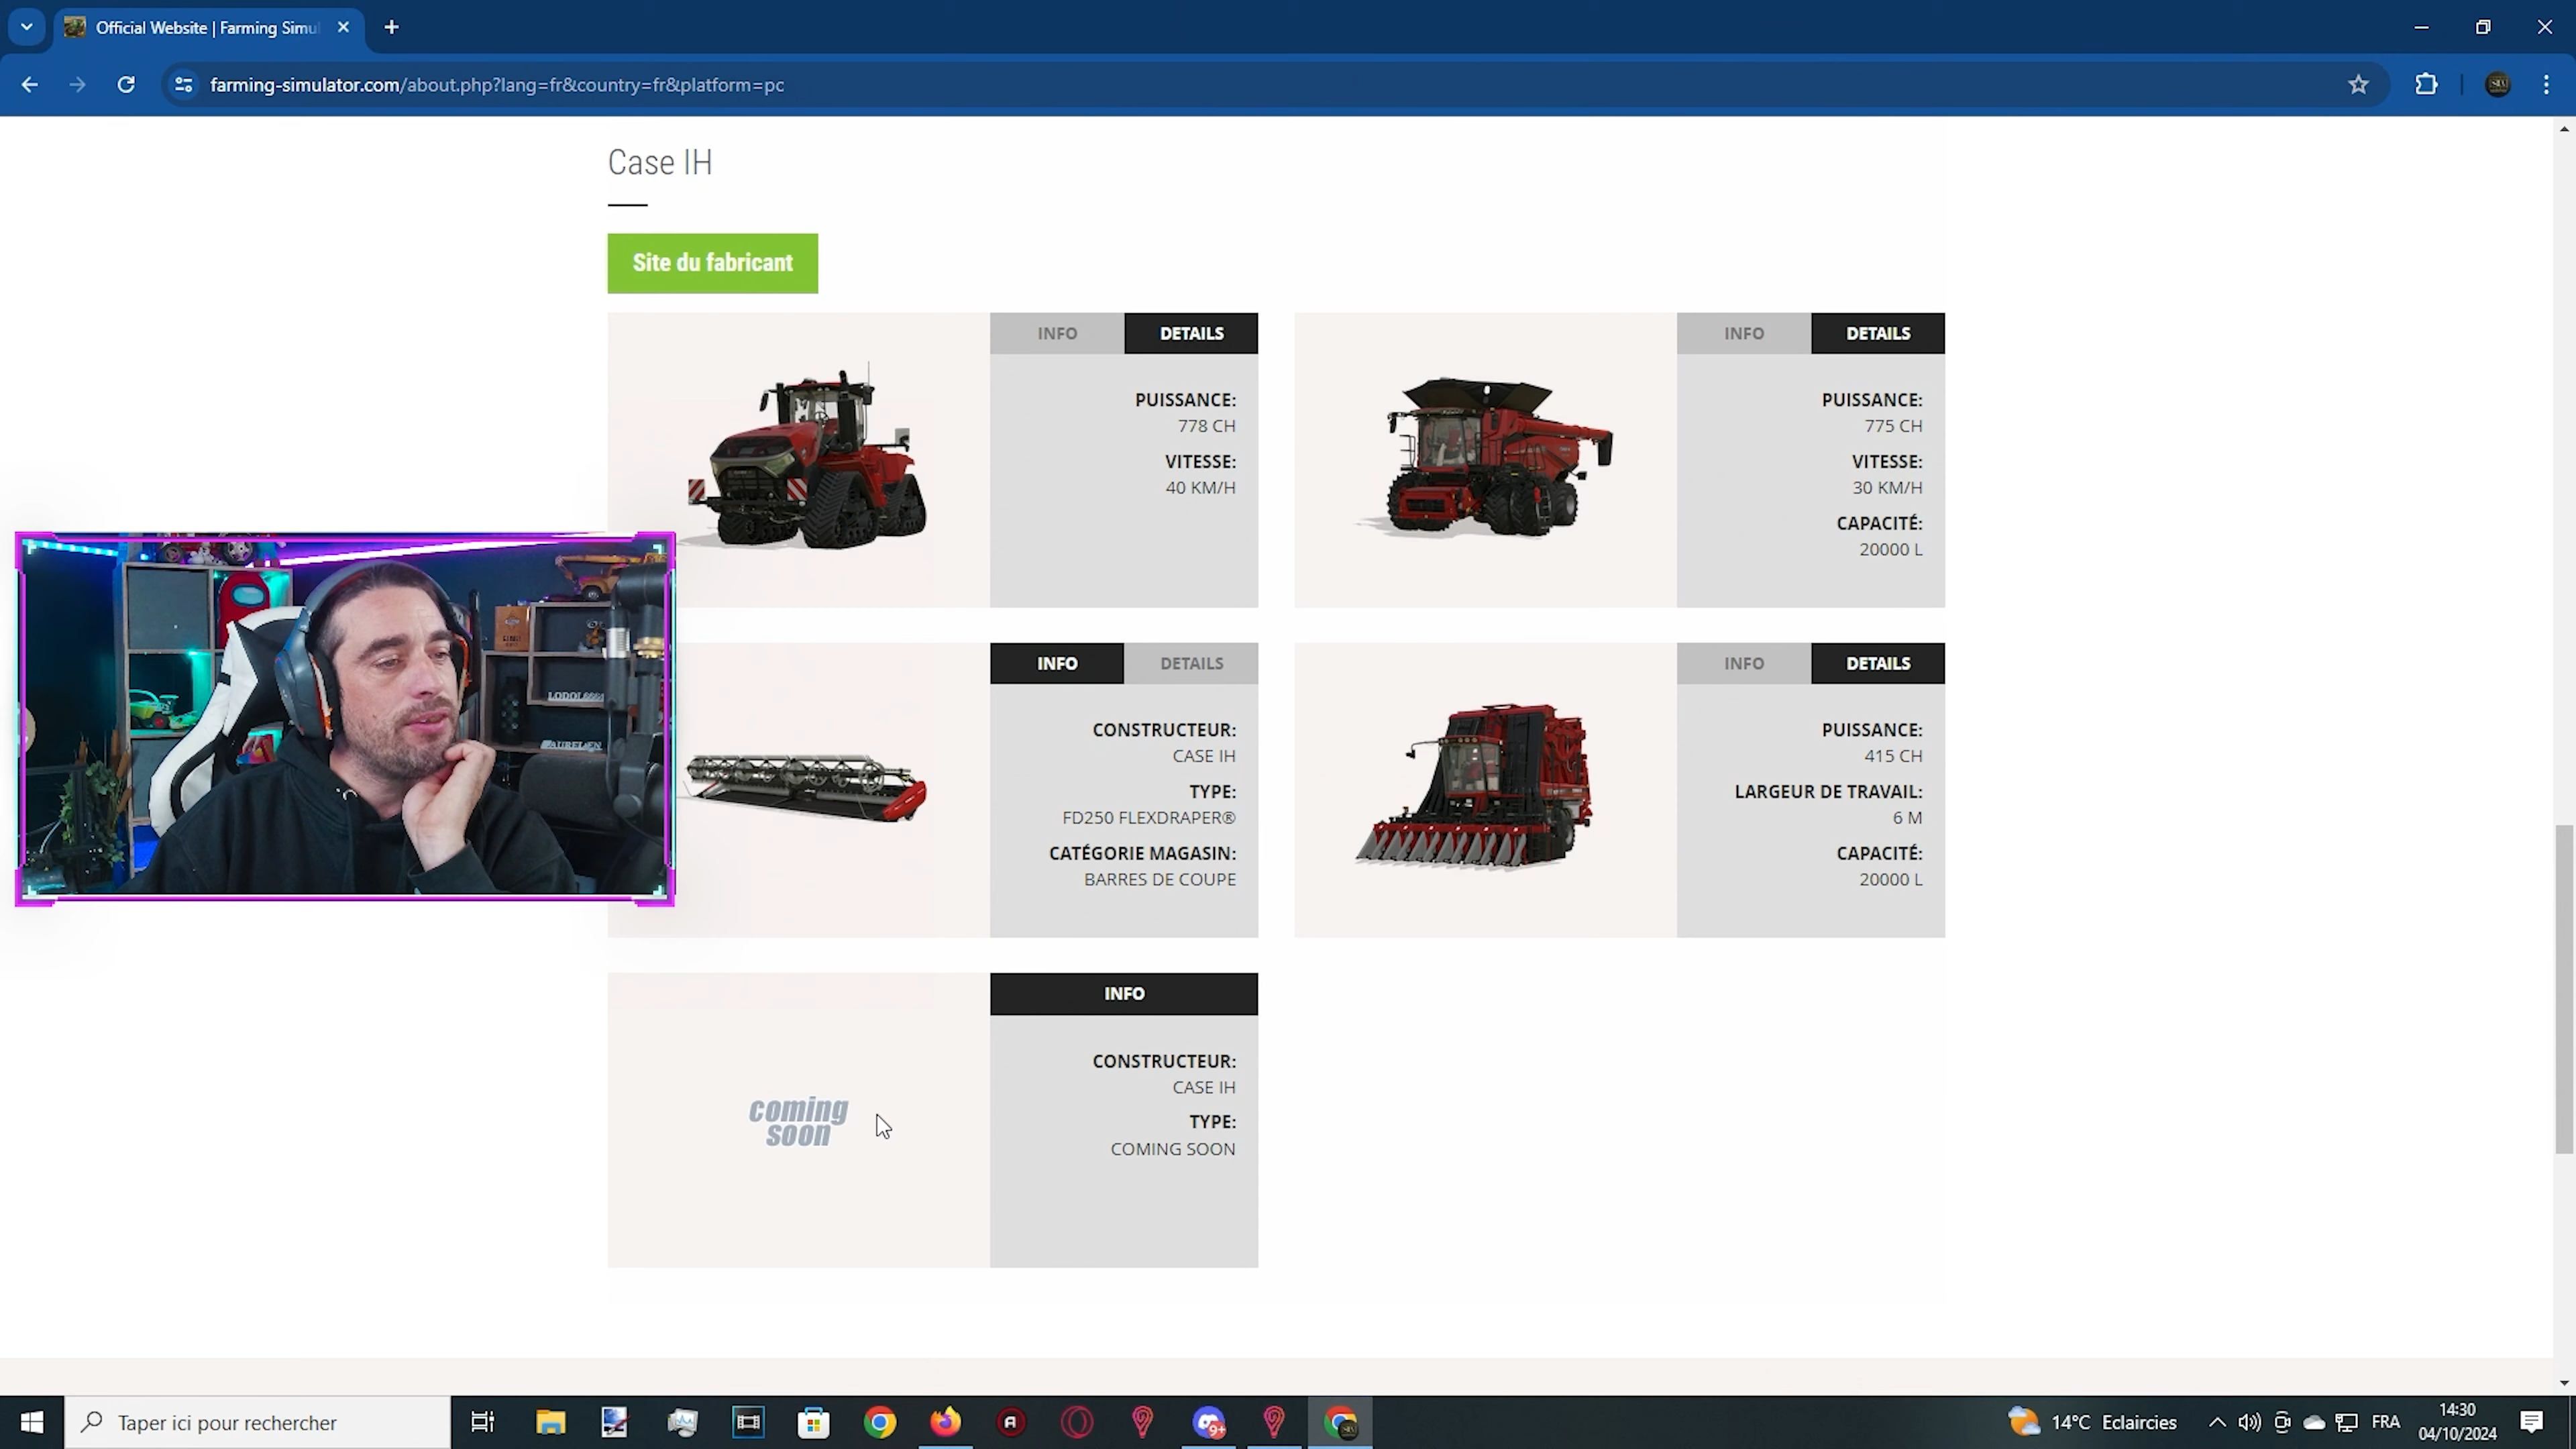 Official Website | Farming Simul
farming-simulator.com/about.php?lang=fr&country=fr&platform=pc
Case IH
Site du fabricant
INFO
DETAILS
PUISSANCE:
778 CH
VITESSE:
40 KM/H
INFO
DETAILS
PUISSANCE:
775 CH
VITESSE:
30 KM/H
CAPACITÉ:
20000 L
INFO
DETAILS
CONSTRUCTEUR:
CASE IH
TYPE:
FD250 FLEXDRAPER®
CATÉGORIE MAGASIN:
BARRES DE COUPE
INFO
DETAILS
PUISSANCE:
415 CH
LARGEUR DE TRAVAIL:
6 M
CAPACITÉ:
20000 L
coming
soon
INFO
CONSTRUCTEUR:
CASE IH
TYPE:
COMING SOON
AURELIEN
Taper ici pour rechercher
9+
14°C Eclaircies
FRA
14:30
04/10/2024